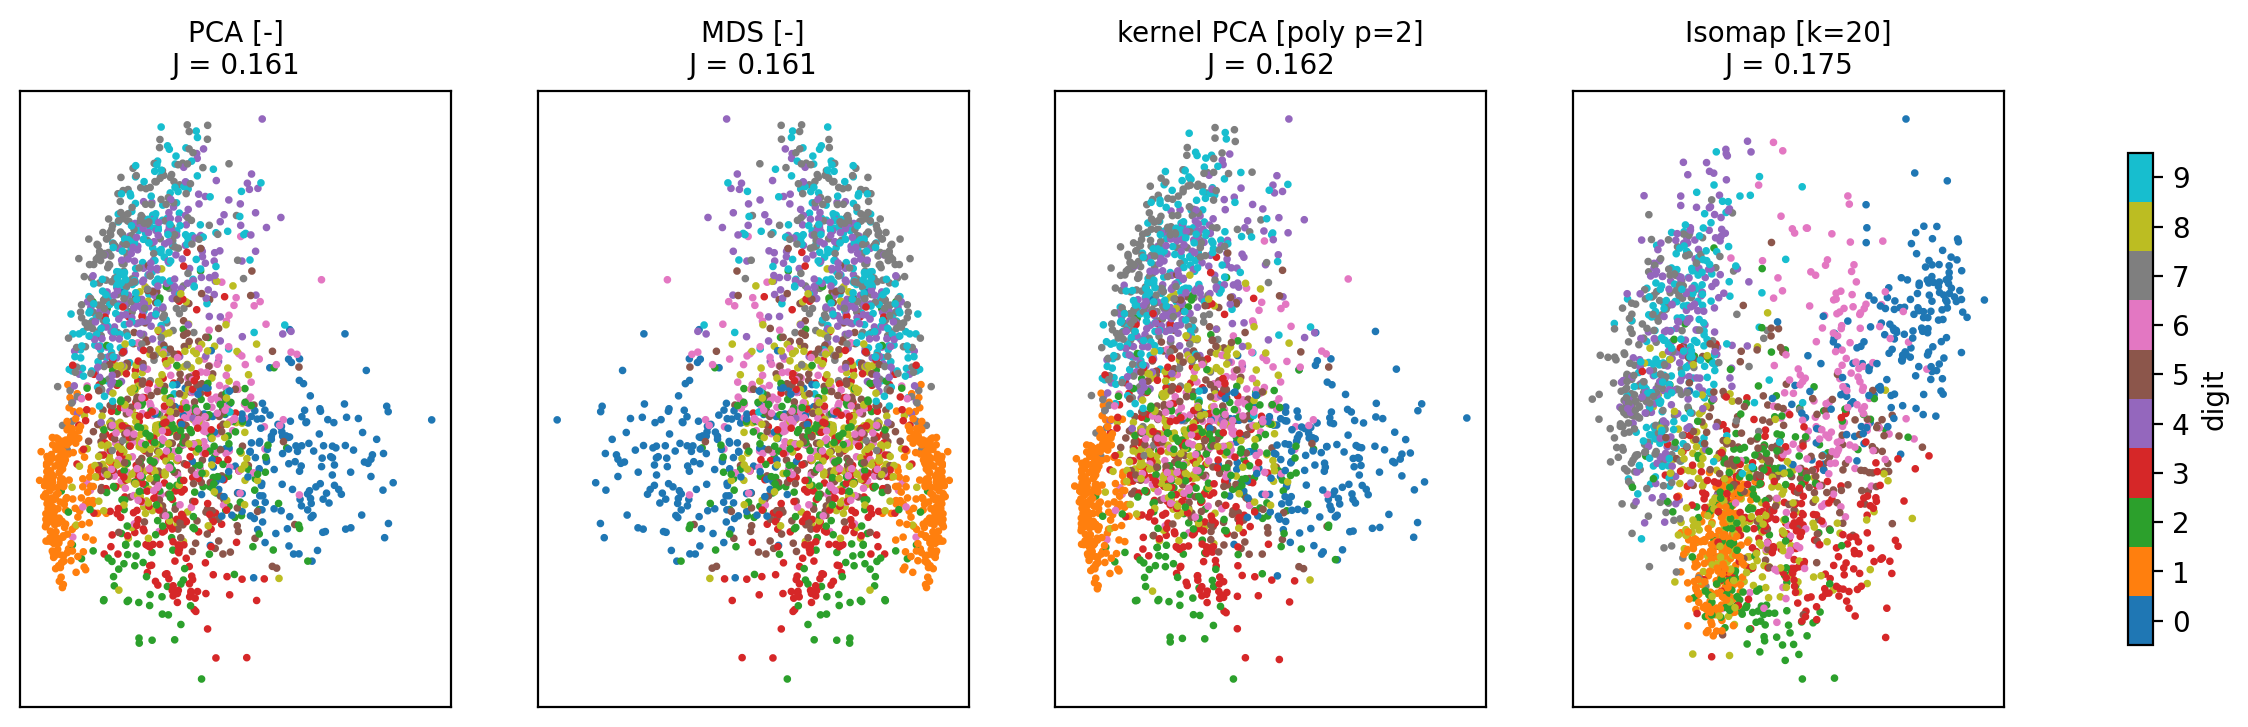 PCA [-]
J = 0.161
MDS [-]
J = 0.161
kernel PCA [poly p=2]
J = 0.162
Isomap [k=20]
J = 0.175
9
8
7
6
5
4
3
2
1
0
digit